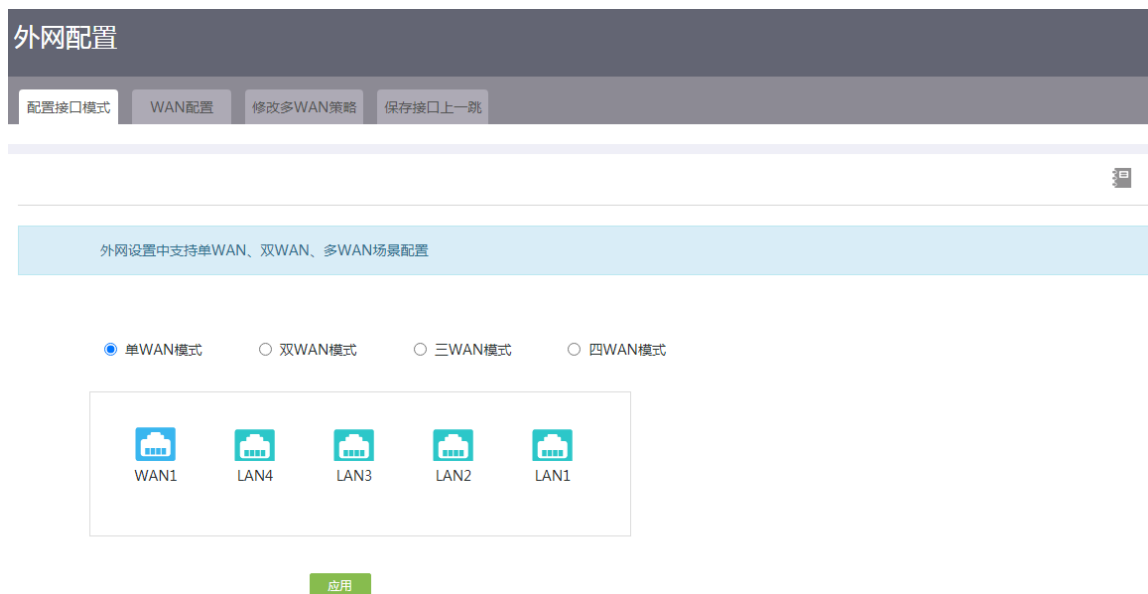 外网配置
配置接口模式 WAN配置 修改多WAN策略 保存接口上一跳
外网设置中支持单WAN、双WAN、多WAN场景配置
单WAN模式 双WAN模式 三WAN模式 四WAN模式
WAN1 LAN4 LAN3 LAN2 LAN1
应用